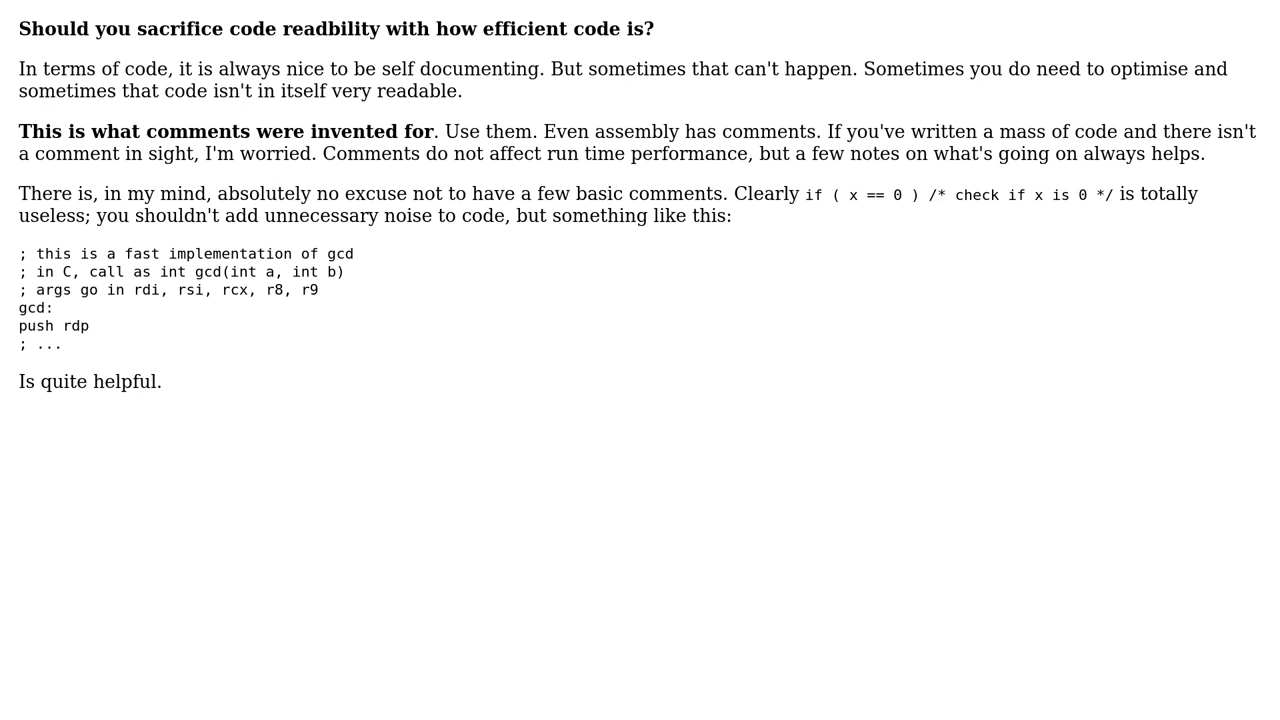 Should you sacrifice code readbility with how efficient code is?
In terms of code, it is always nice to be self documenting. But sometimes that can't happen. Sometimes you do need to optimise and
sometimes that code isn't in itself very readable.
This is what comments were invented for. Use them. Even assembly has comments. If you've written a mass of code and there isn't
a comment in sight, I'm worried. Comments do not affect run time performance, but a few notes on what's going on always helps.
There is, in my mind, absolutely no excuse not to have a few basic comments. Clearly if ( x == 0 ) /* check if x is 0 */ is totally
useless; you shouldn't add unnecessary noise to code, but something like this:
; this is a fast implementation of gcd
; in C, call as int gcd(int a, int b)
; args go in rdi, rsi, rcx, r8, r9
gcd:
push rdp
; ...
Is quite helpful.